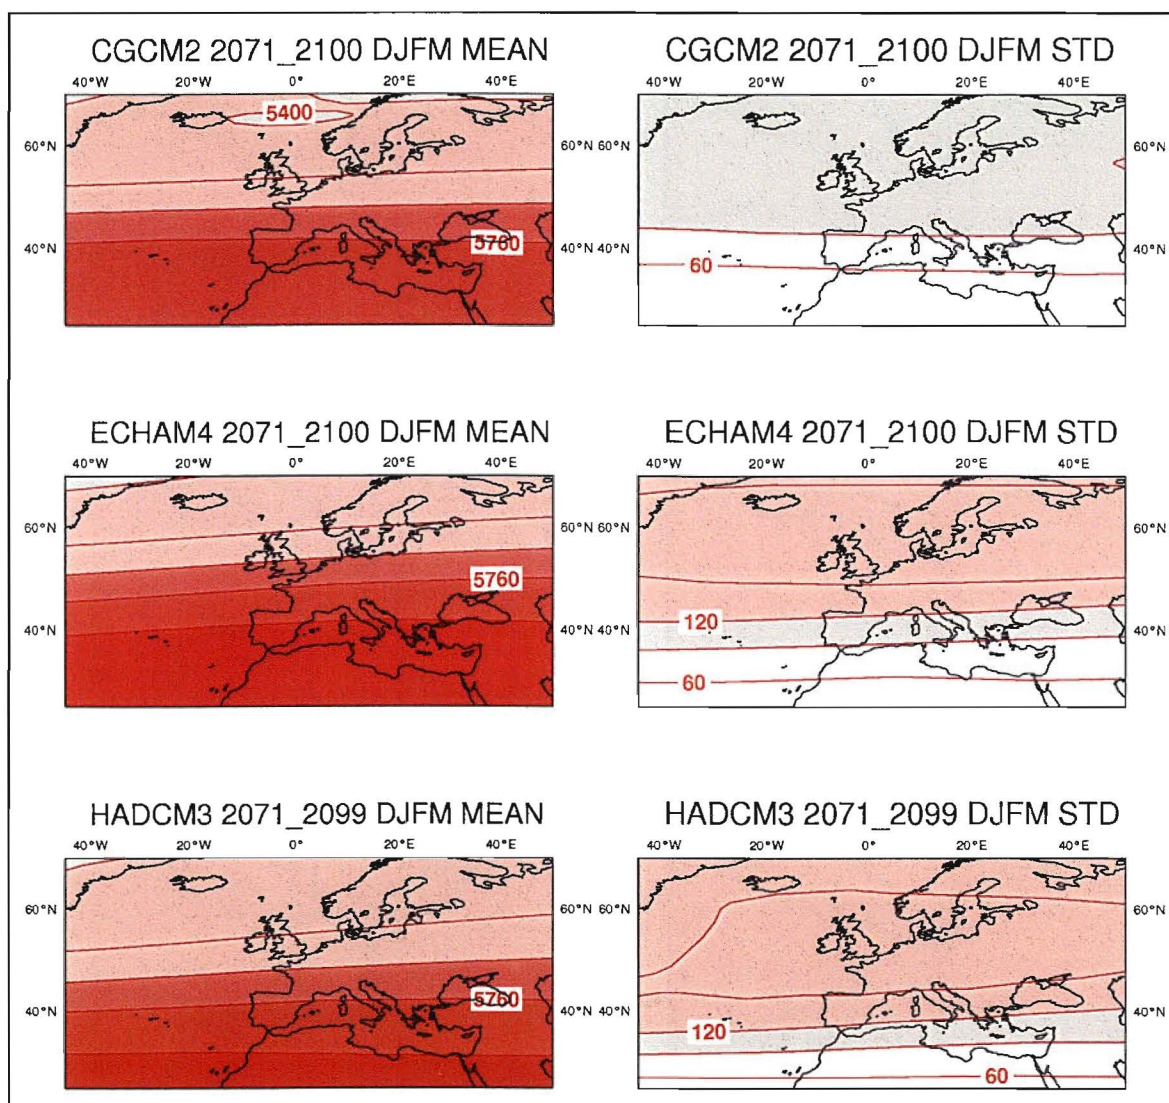 CGCM2 2071_2100 DJFM MEAN
CGCM2 2071_2100 DJFM STD
40°W 20°W 0° 20°E 40°E
40°W 20°W 0° 20°E 40°E
5400
60°N 60°N 60°N
5760
40°N 40°N 40°N
60
ECHAM4 2071_2100 DJFM MEAN
ECHAM4 2071_2100 DJFM STD
40°W 20°W 0° 20°E 40°E
40°W 20°W 0° 20°E 40°E
60°N 60°N 60°N 60°N
5760
120
40°N 40°N 40°N 40°N
60
HADCM3 2071_2099 DJFM MEAN
HADCM3 2071_2099 DJFM STD
40°W 20°W 0° 20°E 40°E
40°W 20°W 0° 20°E 40°E
60°N 60°N 60°N 60°N
5760
40°N 40°N 40°N 40°N
120
60